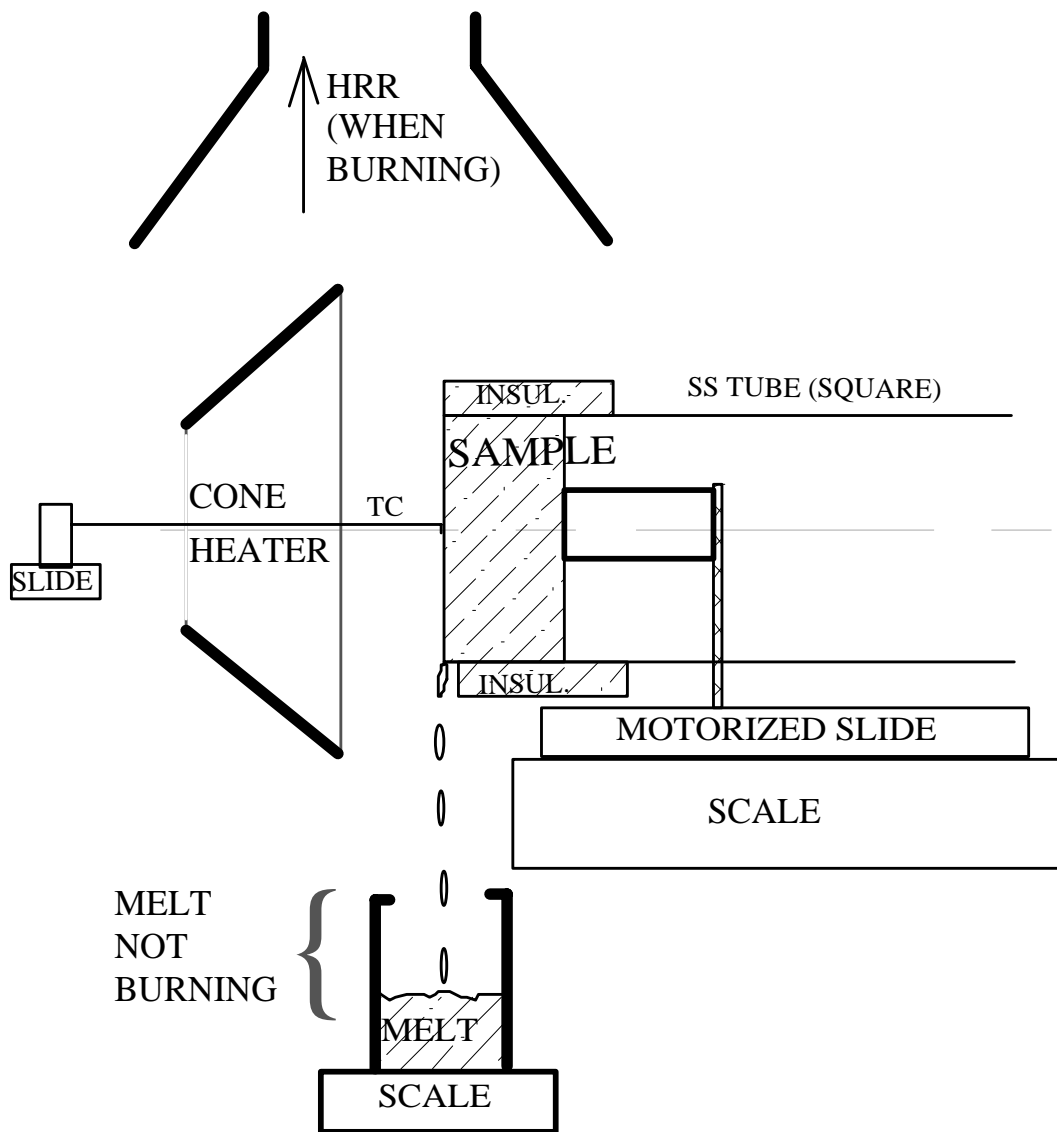 HRR
(WHEN
BURNING)
INSUL.
SS TUBE (SQUARE)
SAMPLE
CONE
TC
HEATER
SLIDE
INSUL.
MOTORIZED SLIDE
SCALE
MELT
NOT
BURNING
MELT
SCALE